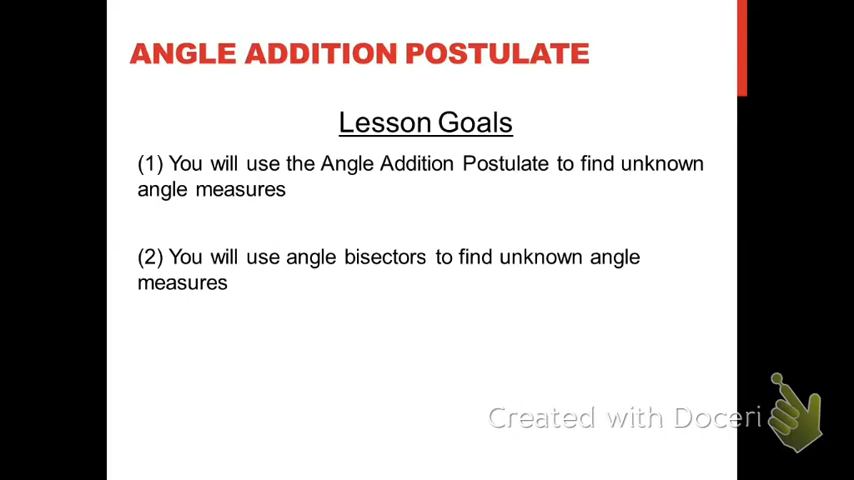 ANGLE ADDITION POSTULATE
Lesson Goals
(1) You will use the Angle Addition Postulate to find unknown
angle measures
(2) You will use angle bisectors to find unknown angle
measures
Created with Doceri